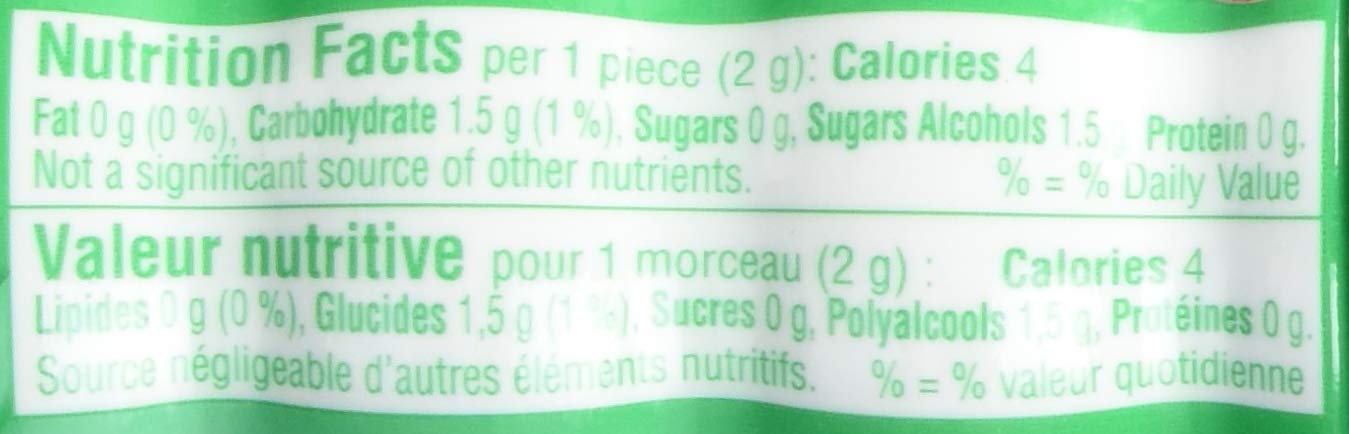 Nutrition Facts per 1 piece (2 g): Calories 4
Fat 0 g (0 %), Carbohydrate 1.5 g (1 %), Sugars 0 g, Sugars Alcohols 1.5 g, Protein 0 g.
Not a significant source of other nutrients. % = % Daily Value
Valeur nutritive pour 1 morceau (2 g) : Calories 4
Lipides 0 g (0 %), Glucides 1,5 g (1 %), Sucres 0 g, Polyalcools 1,5 g, Protéines 0 g.
Source négligeable d'autres éléments nutritifs. % = % valeur quotidienne